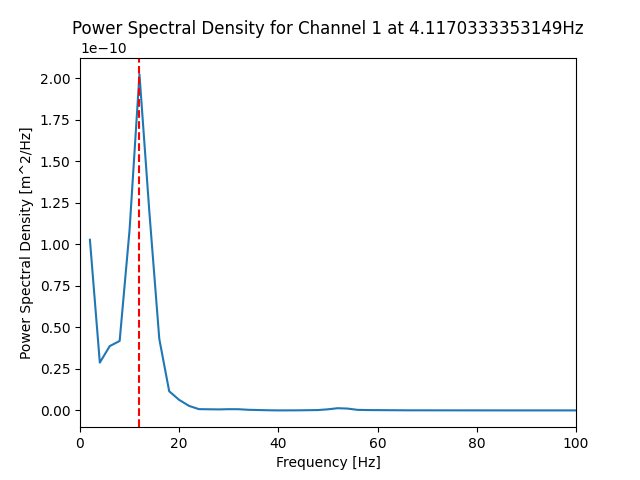 Power Spectral Density for Channel 1 at 4.1170333353149Hz
1e−10
2.00
1.75
1.50
1.25
1.00
0.75
0.50
0.25
0.00
Power Spectral Density [m^2/Hz]
0 20 40 60 80 100
Frequency [Hz]